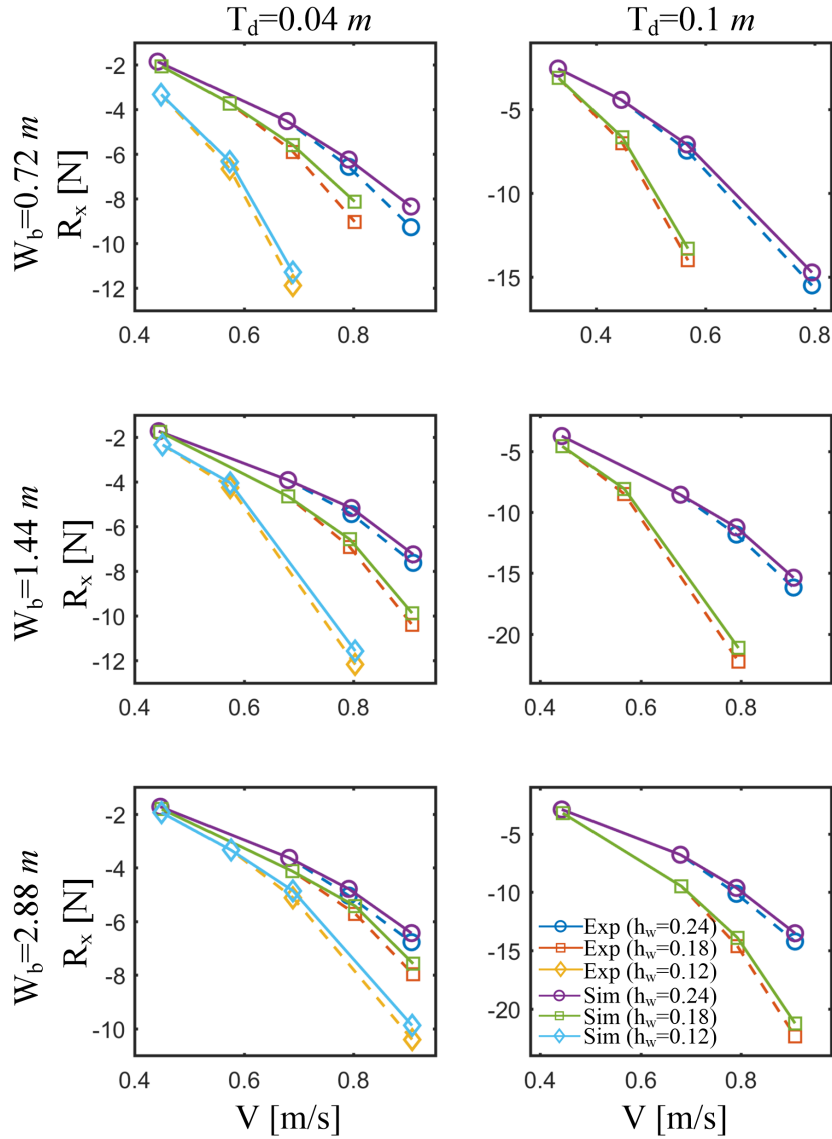 T_d=0.04 m
T_d=0.1 m
W_b=0.72 m
R_x [N]
-2
-4
-6
-8
-10
-12
0.4
0.6
0.8
-5
-10
-15
0.4
0.6
0.8
W_b=1.44 m
R_x [N]
-2
-4
-6
-8
-10
-12
0.4
0.6
0.8
-5
-10
-15
-20
0.4
0.6
0.8
W_b=2.88 m
R_x [N]
-2
-4
-6
-8
-10
0.4
0.6
0.8
V [m/s]
-5
-10
-15
-20
Exp (h_w=0.24)
Exp (h_w=0.18)
Exp (h_w=0.12)
Sim (h_w=0.24)
Sim (h_w=0.18)
Sim (h_w=0.12)
0.4
0.6
0.8
V [m/s]